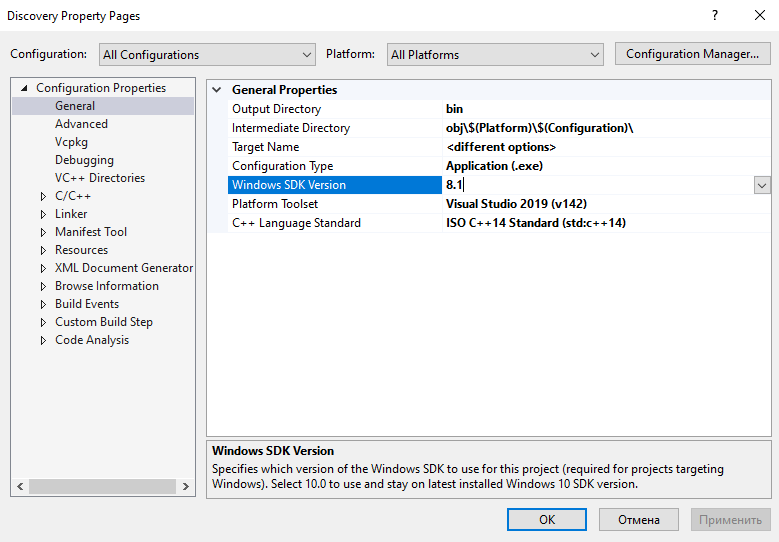 Discovery Property Pages
?
Configuration: All Configurations Platform: All Platforms Configuration Manager...
Configuration Properties
General
Advanced
Vcpkg
Debugging
VC++ Directories
C/C++
Linker
Manifest Tool
Resources
XML Document Generator
Browse Information
Build Events
Custom Build Step
Code Analysis
General Properties
Output Directory bin
Intermediate Directory obj\$(Platform)\$(Configuration)\
Target Name <different options>
Configuration Type Application (.exe)
Windows SDK Version 8.1
Platform Toolset Visual Studio 2019 (v142)
C++ Language Standard ISO C++14 Standard (std:c++14)
Windows SDK Version
Specifies which version of the Windows SDK to use for this project (required for projects targeting
Windows). Select 10.0 to use and stay on latest installed Windows 10 SDK version.
OK Отмена Применить